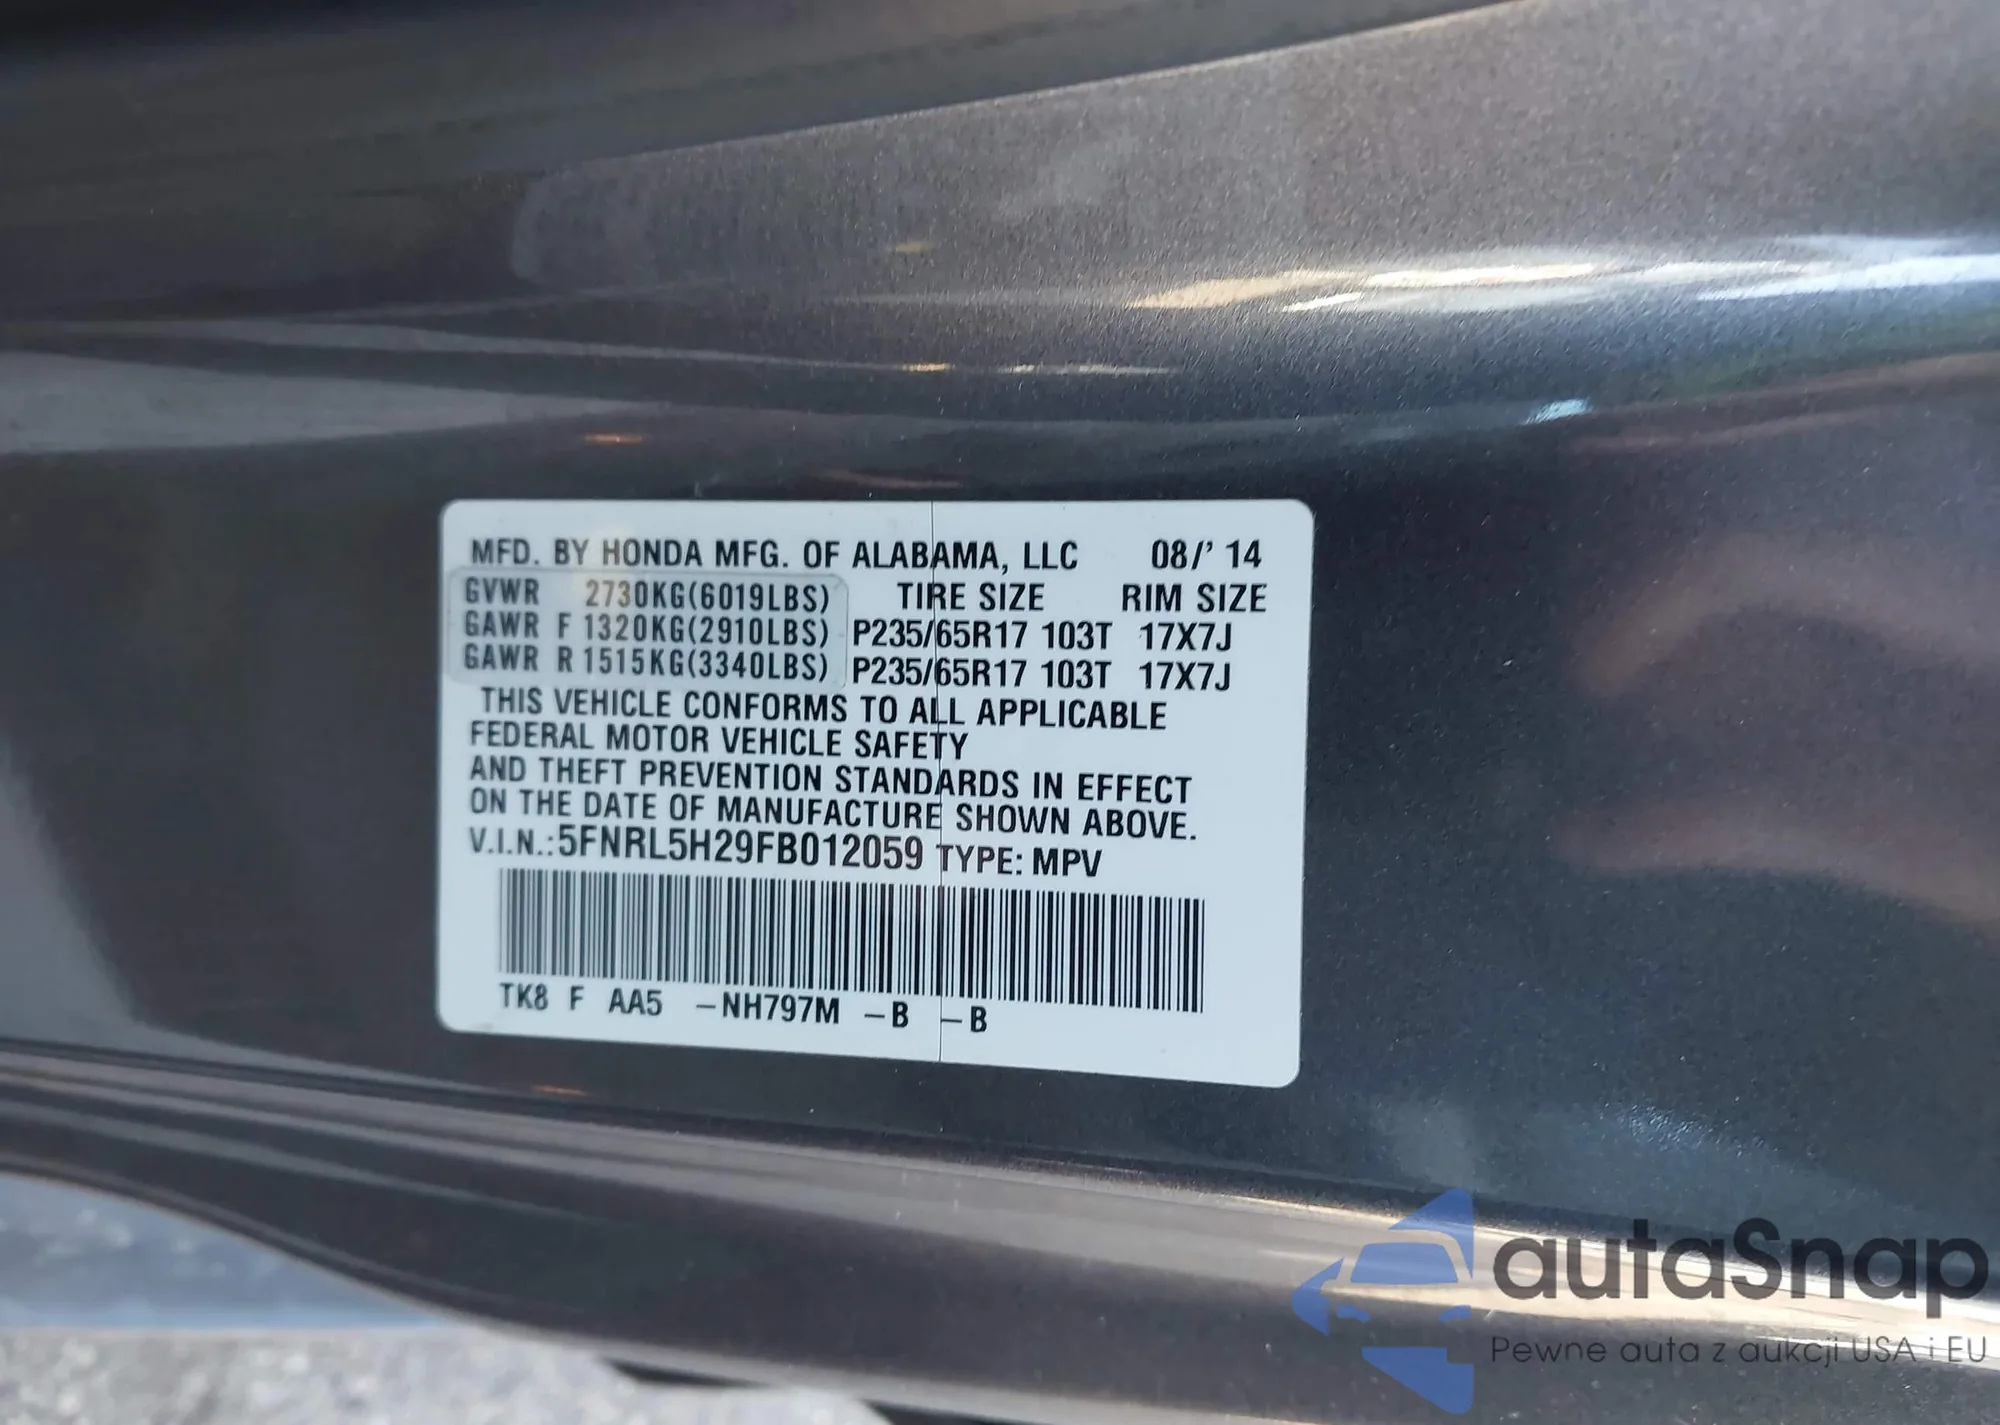 MFD. BY HONDA MFG. OF ALABAMA, LLC 08/' 14
GVWR 2730KG(6019LBS) TIRE SIZE RIM SIZE
GAWR F 1320KG(2910LBS) P235/65R17 103T 17X7J
GAWR R 1515KG(3340LBS) P235/65R17 103T 17X7J
THIS VEHICLE CONFORMS TO ALL APPLICABLE
FEDERAL MOTOR VEHICLE SAFETY
AND THEFT PREVENTION STANDARDS IN EFFECT
ON THE DATE OF MANUFACTURE SHOWN ABOVE.
V.I.N.:5FNRL5H29FB012059 TYPE: MPV
TK8 F AA5 –NH797M –B –B
autaSnap
Pewne auta z aukcji USA i EU